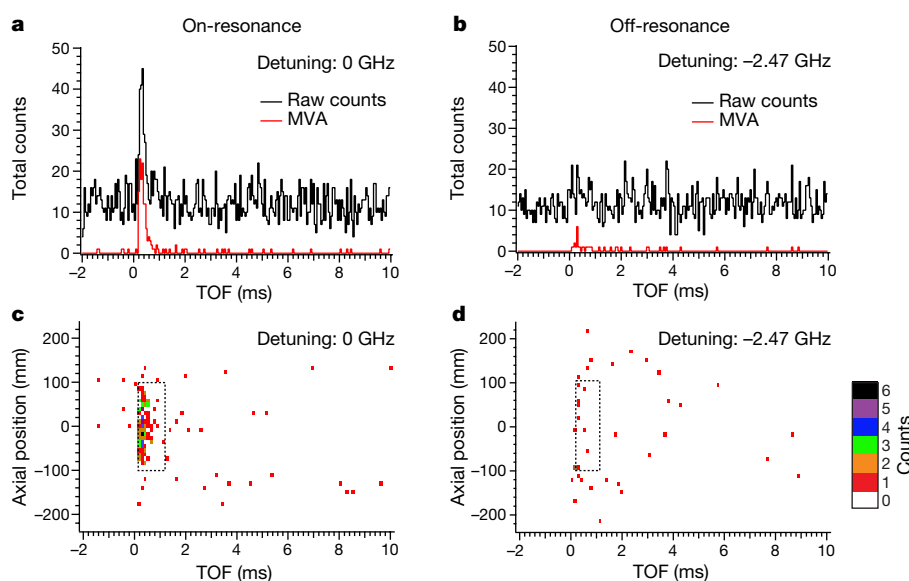 a On-resonance
50
40
30
20
10
0
Total counts
Detuning: 0 GHz
Raw counts
MVA
−2 0 2 4 6 8 10
TOF (ms)
b Off-resonance
50
40
30
20
10
0
Total counts
Detuning: −2.47 GHz
Raw counts
MVA
−2 0 2 4 6 8 10
TOF (ms)
c
200
100
0
−100
−200
Axial position (mm)
Detuning: 0 GHz
−2 0 2 4 6 8 10
TOF (ms)
d
200
100
0
−100
−200
Axial position (mm)
Detuning: −2.47 GHz
−2 0 2 4 6 8 10
TOF (ms)
6
5
4
3
2
1
0
Counts